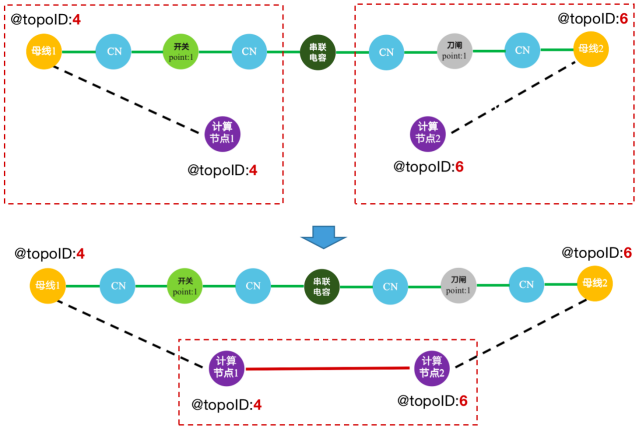 @topoID:4
@topoID:6
母线1
CN
开关
point:1
CN
串联
电容
CN
刀闸
point:1
CN
母线2
计算
节点1
计算
节点2
@topoID:4
@topoID:6
@topoID:4
@topoID:6
母线1
CN
开关
point:1
CN
串联
电容
CN
刀闸
point:1
CN
母线2
计算
节点1
计算
节点2
@topoID:4
@topoID:6